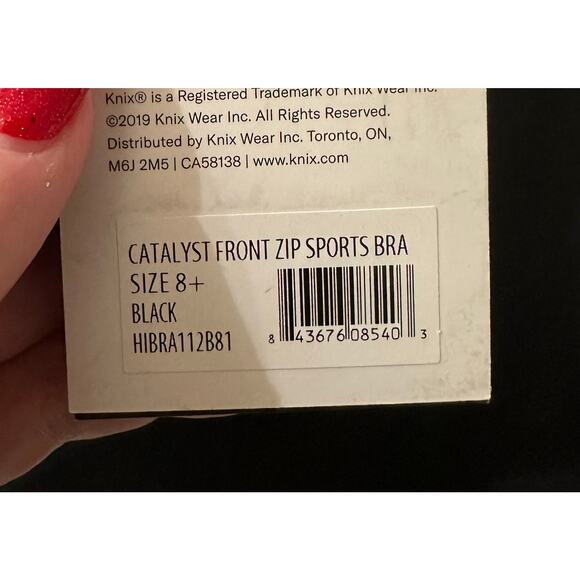 Knix® is a Registered Trademark of Knix Wear Inc.
©2019 Knix Wear Inc. All Rights Reserved.
Distributed by Knix Wear Inc. Toronto, ON,
M6J 2M5 | CA58138 | www.knix.com
CATALYST FRONT ZIP SPORTS BRA
SIZE 8+
BLACK
HIBRA112B81
8 43676 08540 3